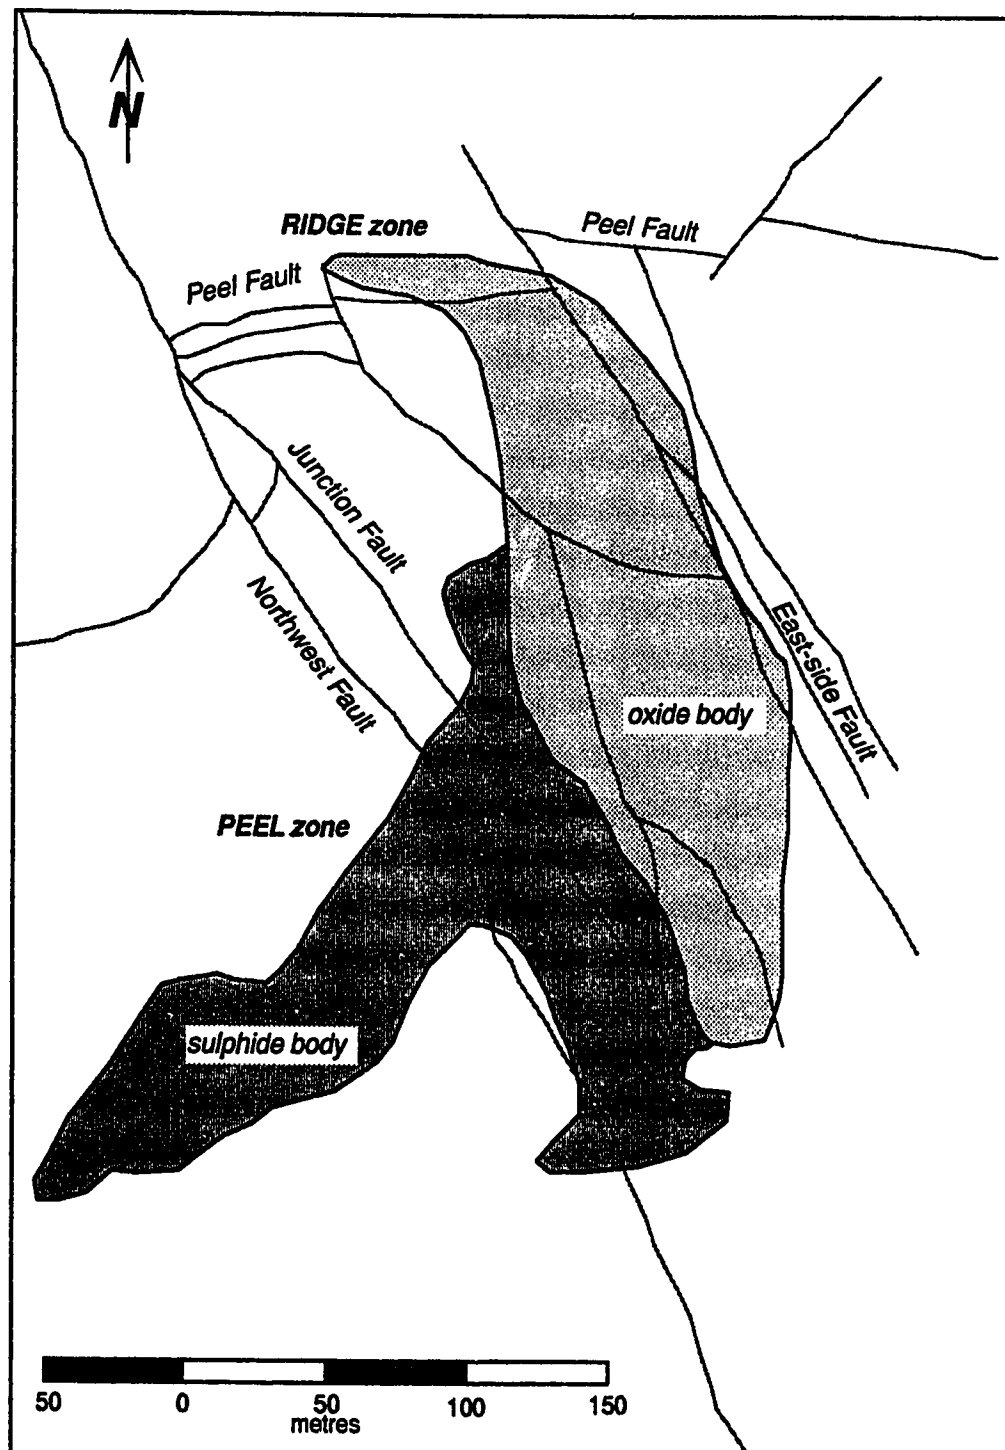 N
RIDGE zone
Peel Fault
Peel Fault
Junction Fault
Northwest Fault
East-side Fault
oxide body
PEEL zone
sulphide body
50 0 50 100 150
metres